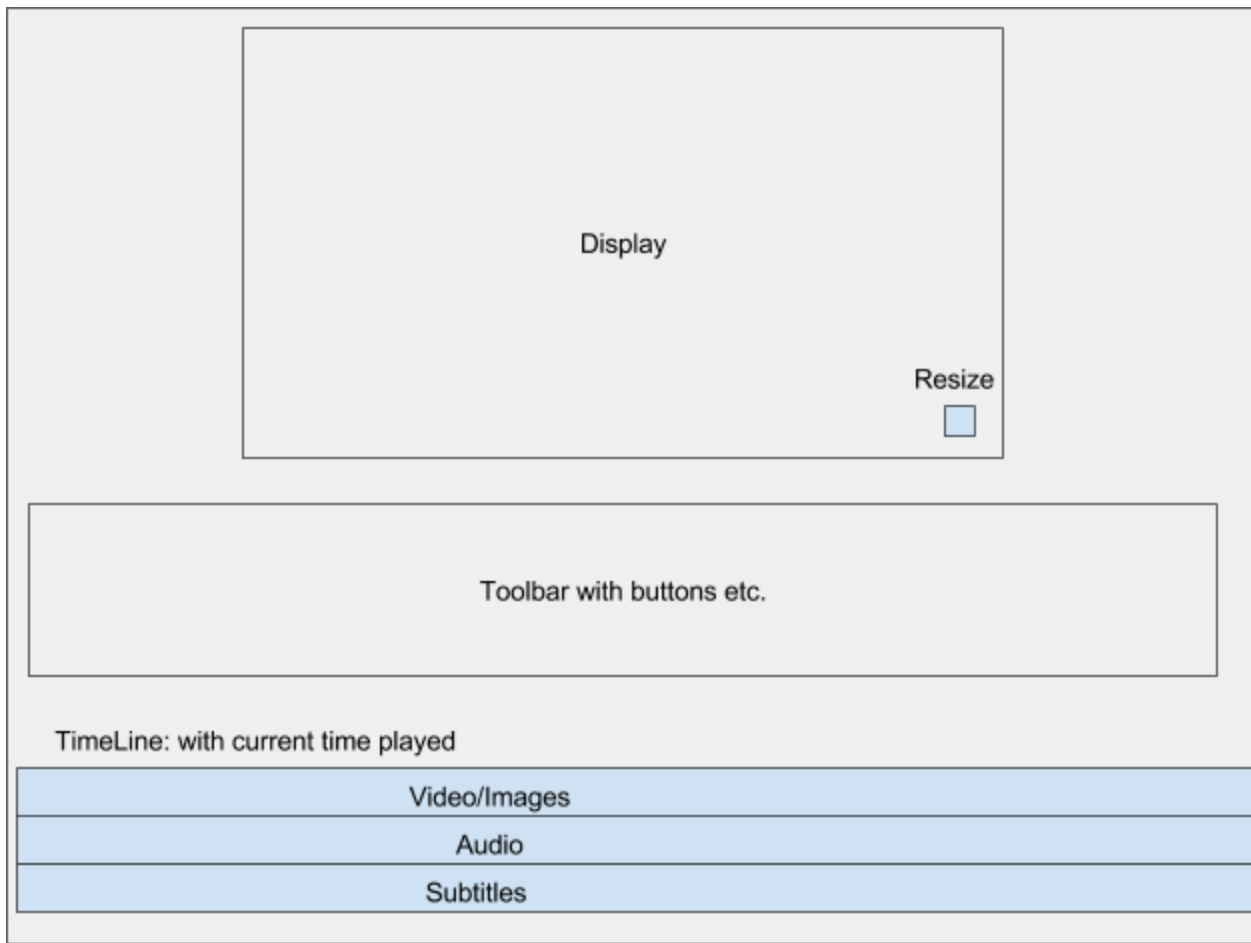 Display
Resize
Toolbar with buttons etc.
TimeLine: with current time played
Video/Images
Audio
Subtitles